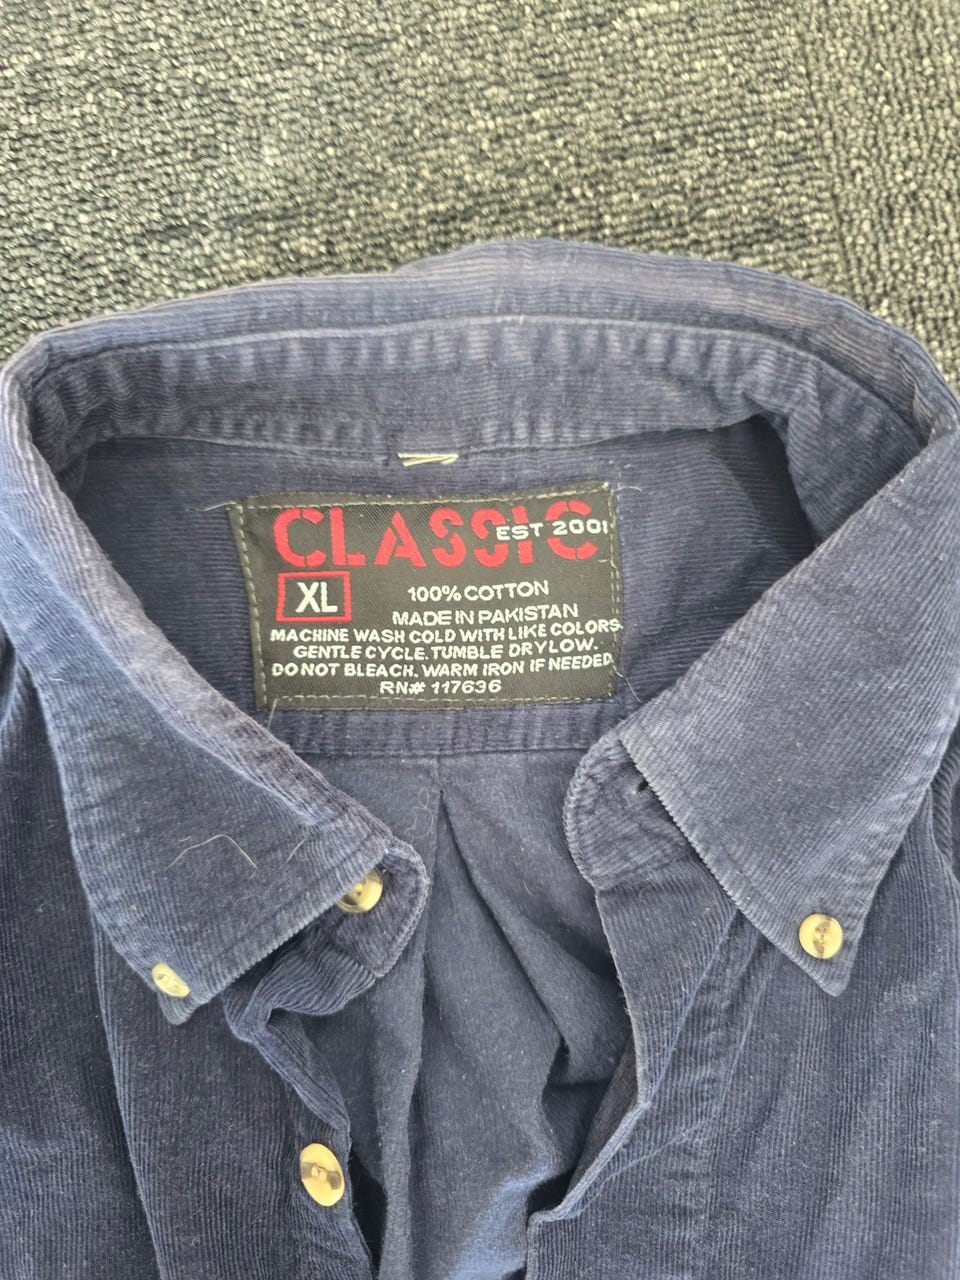 CLASSIC
EST 2001
XL
100% COTTON
MADE IN PAKISTAN
MACHINE WASH COLD WITH LIKE COLORS
GENTLE CYCLE. TUMBLE DRY LOW.
DO NOT BLEACH. WARM IRON IF NEEDED
RN# 117636